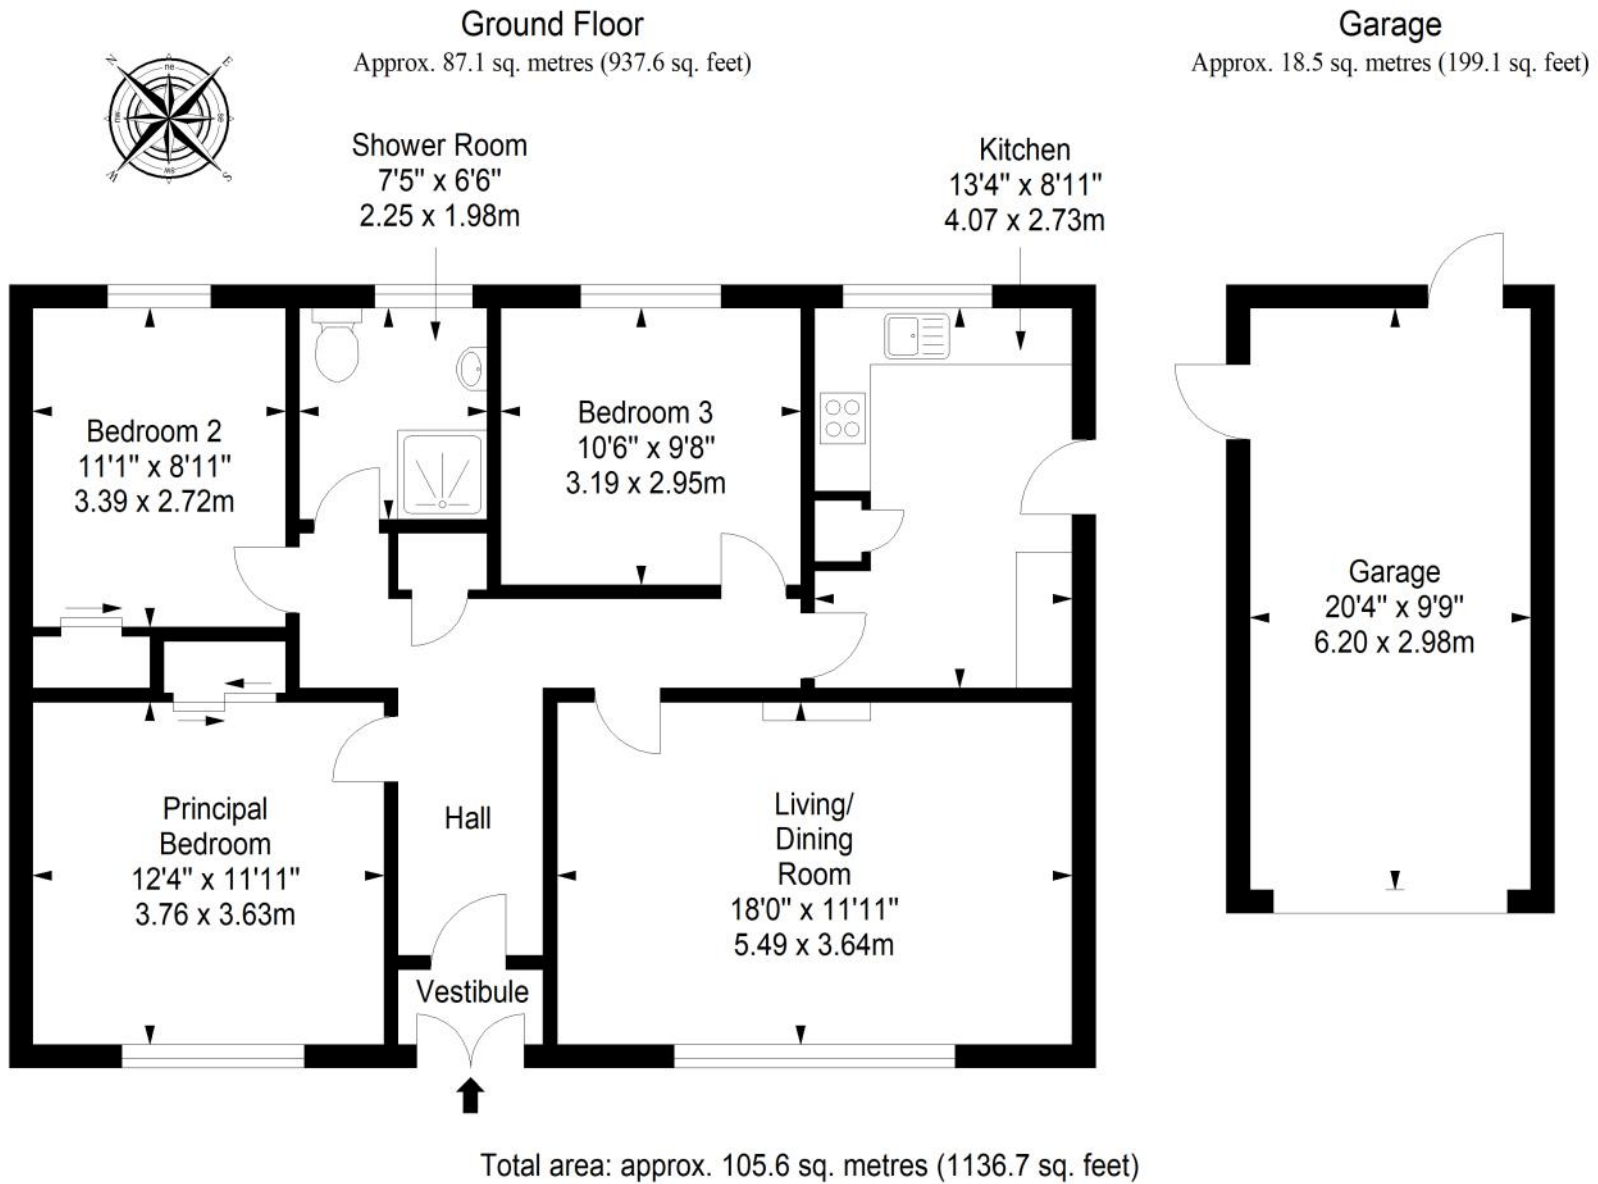 Ground Floor
Approx. 87.1 sq. metres (937.6 sq. feet)
Garage
Approx. 18.5 sq. metres (199.1 sq. feet)
N
ne
E
se
S
sw
W
nw
Shower Room
7'5" x 6'6"
2.25 x 1.98m
Kitchen
13'4" x 8'11"
4.07 x 2.73m
Bedroom 2
11'1" x 8'11"
3.39 x 2.72m
Bedroom 3
10'6" x 9'8"
3.19 x 2.95m
Garage
20'4" x 9'9"
6.20 x 2.98m
Principal
Bedroom
12'4" x 11'11"
3.76 x 3.63m
Hall
Living/
Dining
Room
18'0" x 11'11"
5.49 x 3.64m
Vestibule
Total area: approx. 105.6 sq. metres (1136.7 sq. feet)